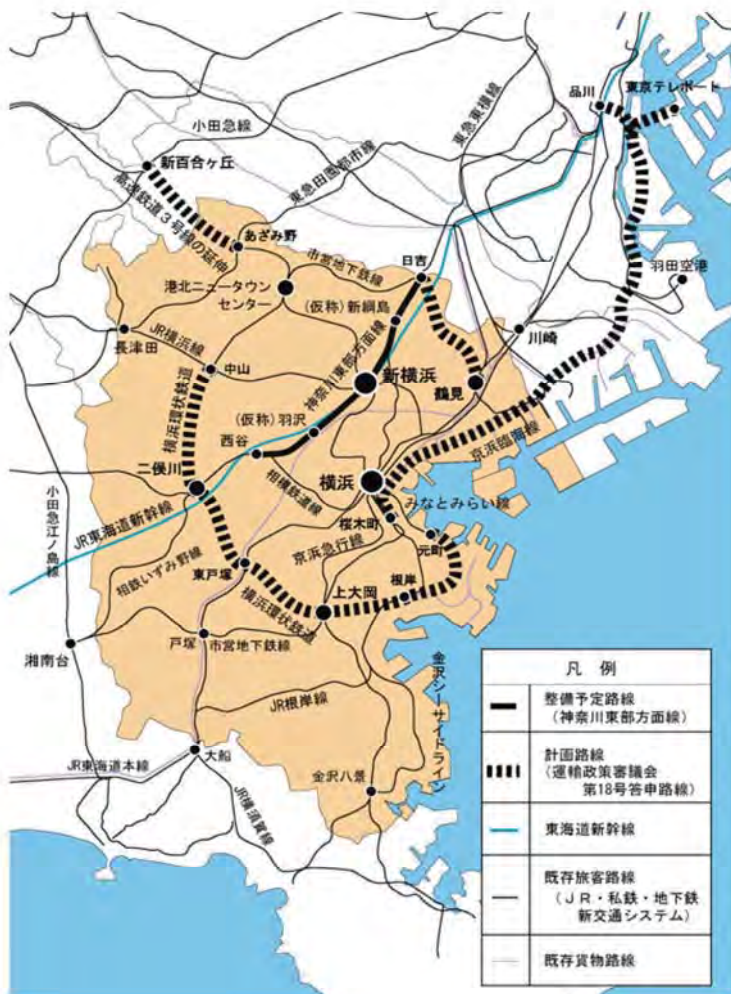 品川
東京テレポート
小田急線
東急東横線
新百合ヶ丘
東急田園都市線
高速鉄道3号線の延伸
あざみ野
市営地下鉄線
日吉
羽田空港
港北ニュータウン
センター
(仮称)新綱島
川崎
長津田
JR横浜線
中山
神奈川東部方面線
新横浜
鶴見
横浜環状鉄道
(仮称)羽沢
西谷
京浜臨海線
二俣川
横浜
相模鉄道線
みなとみらい線
小田急江ノ島線
JR東海道新幹線
桜木町
京浜急行線
元町
相鉄いずみ野線
東戸塚
根岸
横浜環状鉄道
上大岡
戸塚
市営地下鉄線
湘南台
金沢シーサイドライン
JR根岸線
大船
JR東海道本線
金沢八景
JR横須賀線
凡 例
整備予定路線
(神奈川東部方面線)
計画路線
(運輸政策審議会
第18号答申路線)
東海道新幹線
既存旅客路線
(JR・私鉄・地下鉄
新交通システム)
既存貨物路線